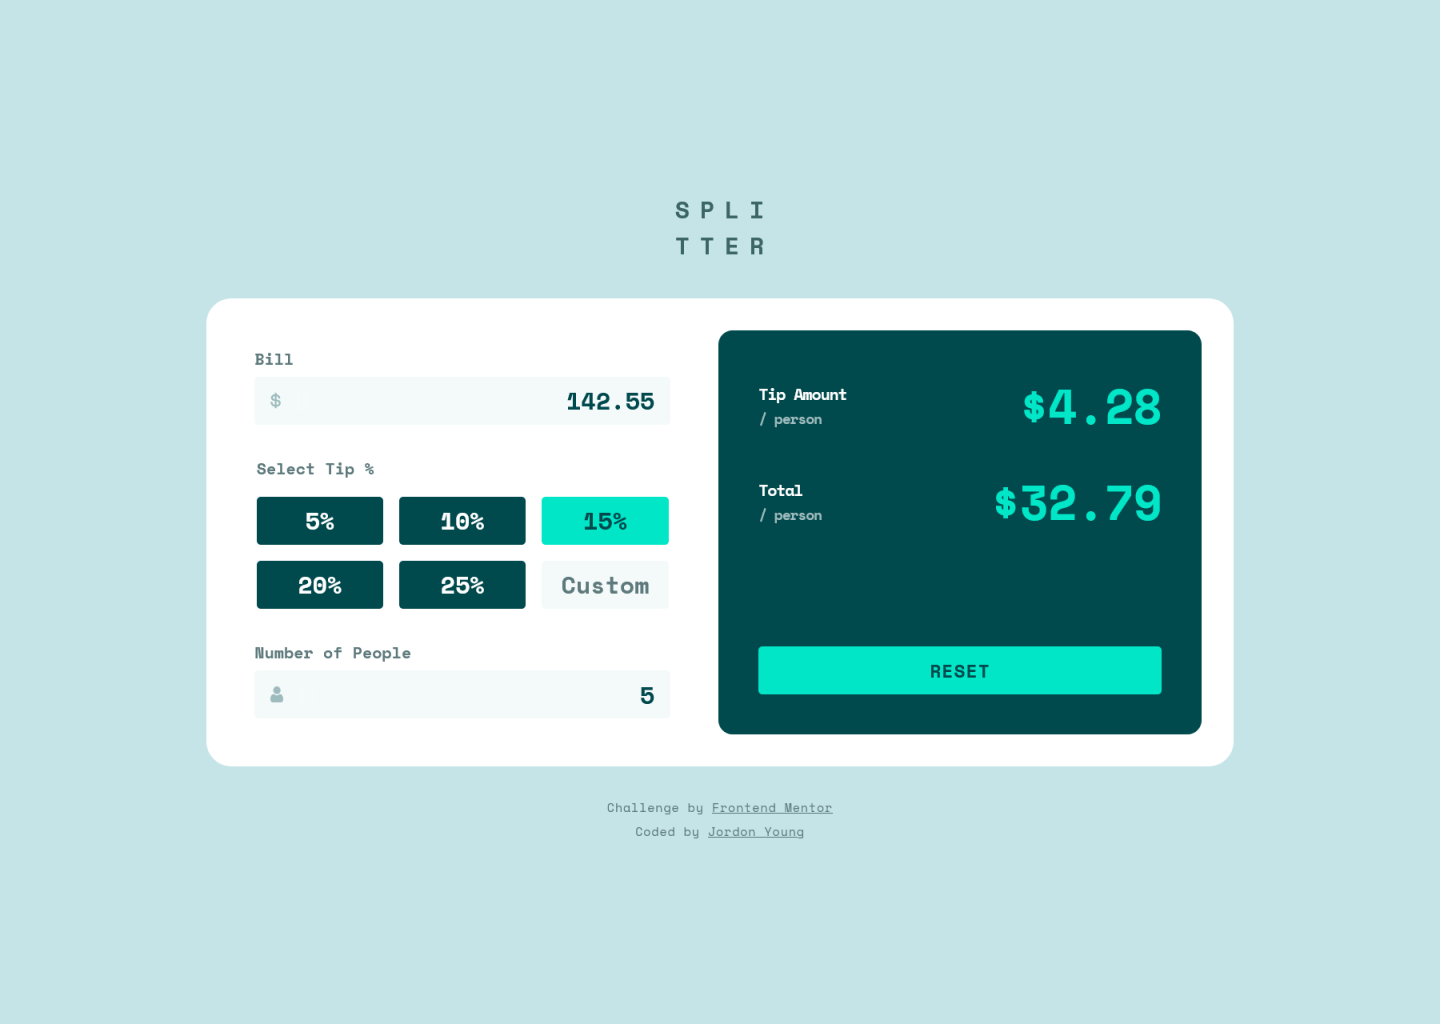 SPLI
TTER
Bill
$ 142.55
Select Tip %
5% 10% 15%
20% 25% Custom
Number of People
5
Tip Amount
/ person
$4.28
Total
/ person
$32.79
RESET
Challenge by Frontend Mentor
Coded by Jordon Young